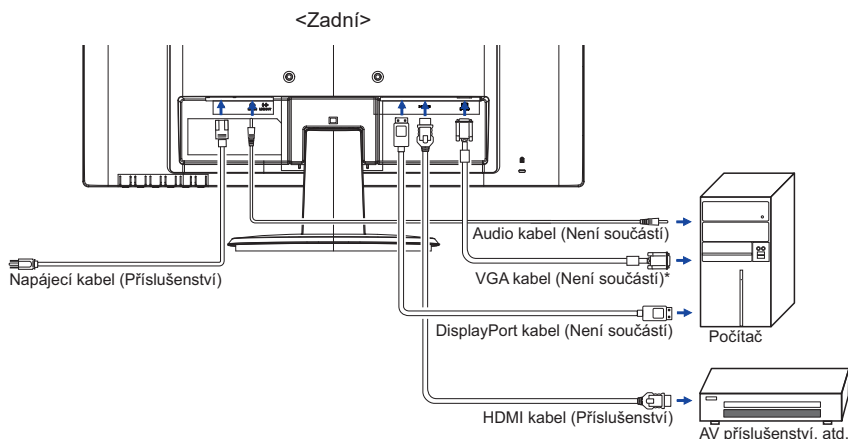 <Zadní>
Audio kabel (Není součástí)
Napájecí kabel (Příslušenství)
VGA kabel (Není součástí)*
DisplayPort kabel (Není součástí)
Počítač
HDMI kabel (Příslušenství)
AV příslušenství, atd.